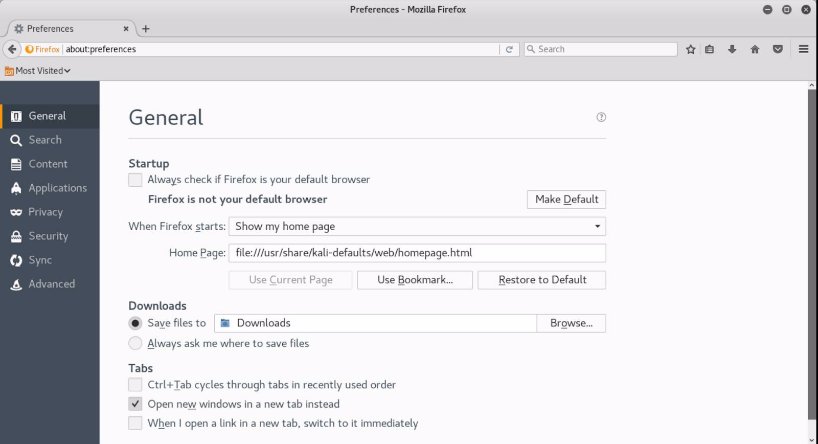 Preferences - Mozilla Firefox
Preferences
Firefox about:preferences Search
Most Visited
General
Search
Content
Applications
Privacy
Security
Sync
Advanced
General
Startup
Always check if Firefox is your default browser
Firefox is not your default browser Make Default
When Firefox starts: Show my home page
Home Page: file:///usr/share/kali-defaults/web/homepage.html
Use Current Page Use Bookmark... Restore to Default
Downloads
Save files to Downloads Browse...
Always ask me where to save files
Tabs
Ctrl+Tab cycles through tabs in recently used order
Open new windows in a new tab instead
When I open a link in a new tab, switch to it immediately